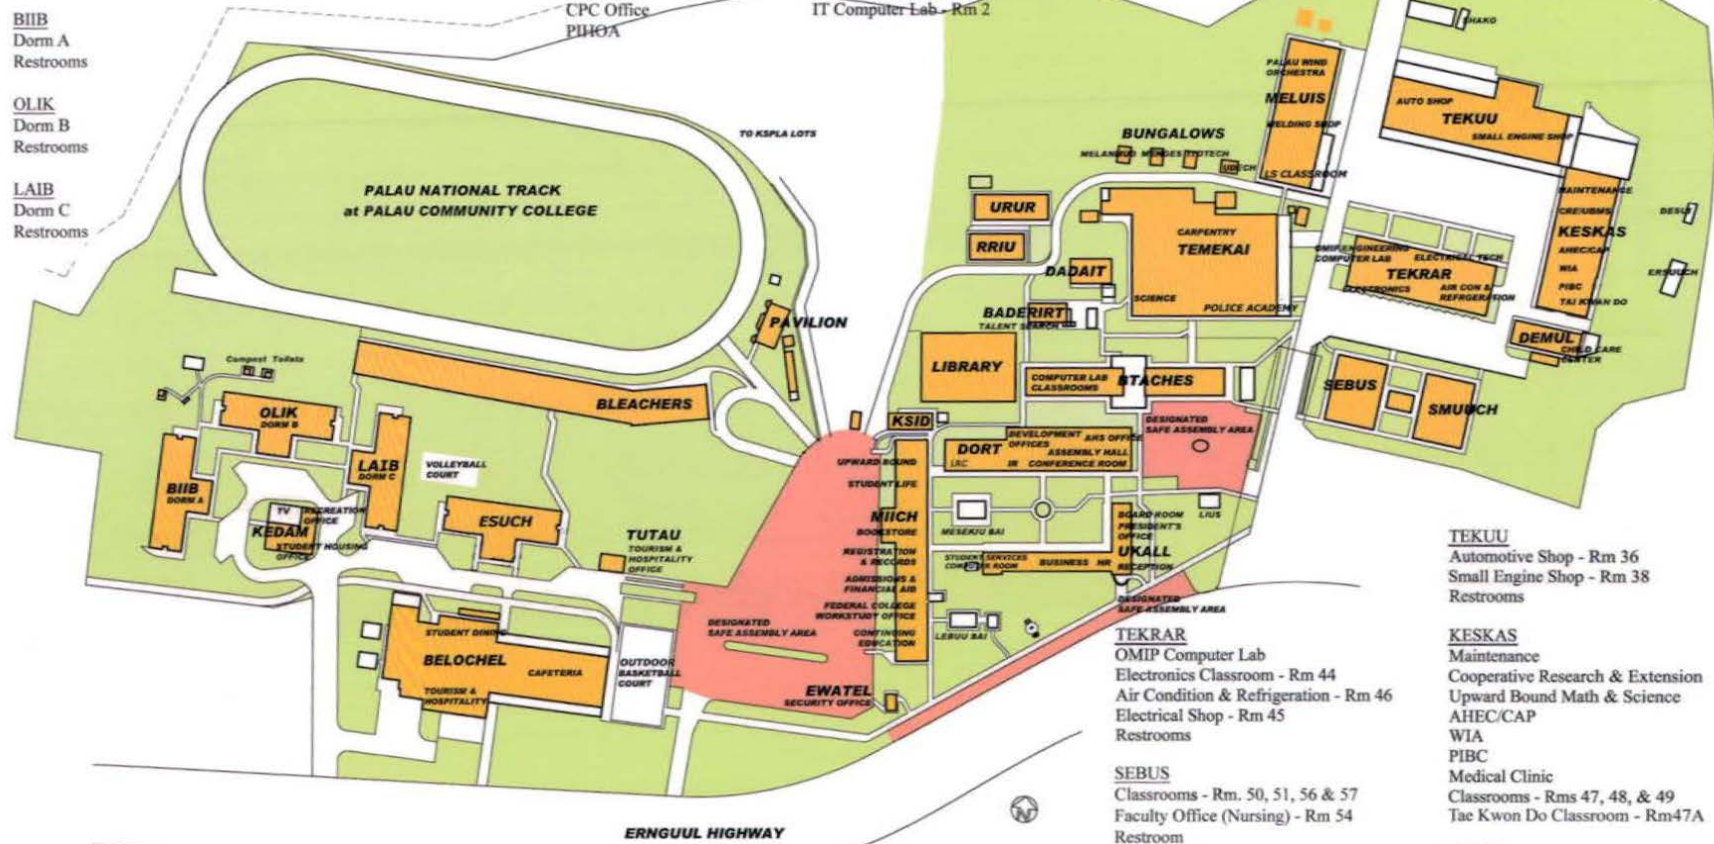 BIIB
Dorm A
Restrooms
OLIK
Dorm B
Restrooms
LAIB
Dorm C
Restrooms
CPC Office
PIHOA
IT Computer Lab - Rm 2
PALAU NATIONAL TRACK
at PALAU COMMUNITY COLLEGE
TO KSPLA LOTS
PAVILION
BLEACHERS
Compost Toilets
OLIK
DORM B
LAIB
DORM C
VOLLEYBALL
COURT
BIIB
DORM A
TV
RECREATION
OFFICE
KEDAM
STUDENT HOUSING
OFFICE
ESUCH
TUTAU
TOURISM &
HOSPITALITY
OFFICE
STUDENT DINING
BELOCHEL
CAFETERIA
TOURISM &
HOSPITALITY
OUTDOOR
BASKETBALL
COURT
DESIGNATED
SAFE ASSEMBLY AREA
EWATEL
SECURITY OFFICE
KSID
UPWARD BOUND
STUDENT LIFE
MIICH
BOOKSTORE
REGISTRATION
& RECORDS
ADMISSIONS &
FINANCIAL AID
FEDERAL COLLEGE
WORKSTUDY OFFICE
CONTINUING
EDUCATION
SHAKO
PALAU WIND
ORCHESTRA
MELUIS
WELDING SHOP
LS CLASSROOM
AUTO SHOP
TEKUU
SMALL ENGINE SHOP
BUNGALOWS
UDECH
URUR
RRIU
DADAIT
CARPENTRY
TEMEKAI
SCIENCE
POLICE ACADEMY
BADERIRT
TALENT SEARCH
MAINTENANCE
CRE/UBMS
KESKAS
AHEC/CAP
WIA
PIBC
TAI KWAN DO
DESUI
ERSUUCH
OMIP/ENGINEERING
COMPUTER LAB
ELECTRICAL TECH
TEKRAR
ELECTRONICS
AIR CON &
REFRGERATION
DEMUL
CHILD CARE
CENTER
LIBRARY
COMPUTER LAB
CLASSROOMS
BTACHES
SEBUS
SMUUCH
DESIGNATED
SAFE ASSEMBLY AREA
DORT
DEVELOPMENT
OFFICES
AHS OFFICE
ASSEMBLY HALL
LRC
IR
CONFERENCE ROOM
MESEKIU BAI
LIUS
BOARD ROOM
PRESIDENT'S
OFFICE
UKALL
RECEPTION
STUDENT SERVICES
COMPUTER ROOM
BUSINESS
HR
DESIGNATED
SAFE ASSEMBLY AREA
LEBUU BAI
TEKUU
Automotive Shop - Rm 36
Small Engine Shop - Rm 38
Restrooms
TEKRAR
OMIP Computer Lab
Electronics Classroom - Rm 44
Air Condition & Refrigeration - Rm 46
Electrical Shop - Rm 45
Restrooms
SEBUS
Classrooms - Rm. 50, 51, 56 & 57
Faculty Office (Nursing) - Rm 54
Restroom
KESKAS
Maintenance
Cooperative Research & Extension
Upward Bound Math & Science
AHEC/CAP
WIA
PIBC
Medical Clinic
Classrooms - Rms 47, 48, & 49
Tae Kwon Do Classroom - Rm47A
N
ERNGUUL HIGHWAY